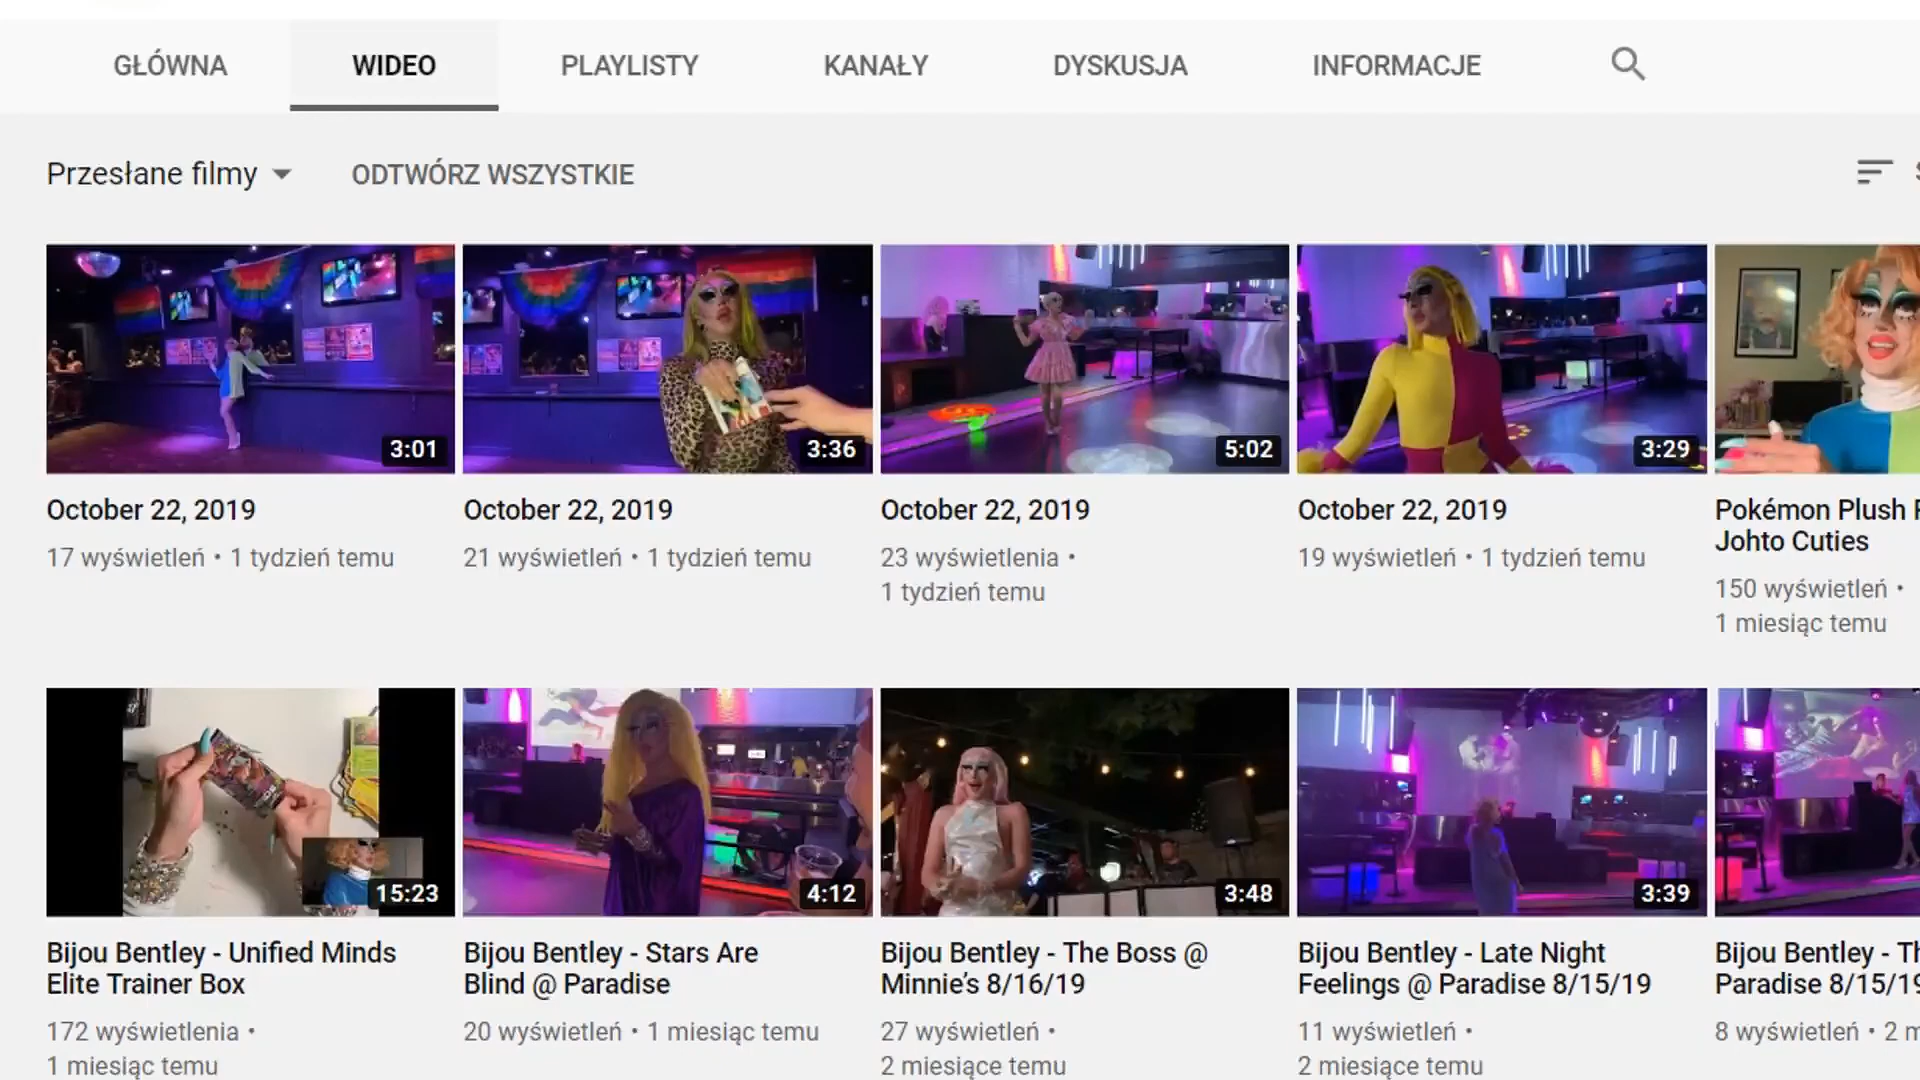 GŁÓWNA WIDEO PLAYLISTY KANAŁY DYSKUSJA INFORMACJE
Przesłane filmy ODTWÓRZ WSZYSTKIE
3:01 3:36 5:02 3:29
October 22, 2019
17 wyświetleń • 1 tydzień temu
October 22, 2019
21 wyświetleń • 1 tydzień temu
October 22, 2019
23 wyświetlenia •
1 tydzień temu
October 22, 2019
19 wyświetleń • 1 tydzień temu
Pokémon Plush
Johto Cuties
150 wyświetleń •
1 miesiąc temu
15:23 4:12 3:48 3:39
Bijou Bentley - Unified Minds
Elite Trainer Box
172 wyświetlenia •
1 miesiąc temu
Bijou Bentley - Stars Are
Blind @ Paradise
20 wyświetleń • 1 miesiąc temu
Bijou Bentley - The Boss @
Minnie’s 8/16/19
27 wyświetleń •
2 miesiące temu
Bijou Bentley - Late Night
Feelings @ Paradise 8/15/19
11 wyświetleń •
2 miesiące temu
Bijou Bentley -
Paradise 8/15/19
8 wyświetleń • 2